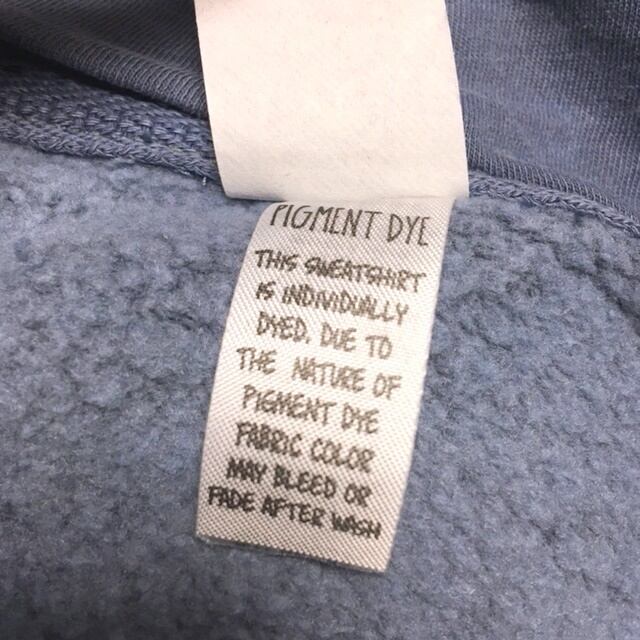 PIGMENT DYE
THIS SWEATSHIRT
IS INDIVIDUALLY
DYED. DUE TO
THE NATURE OF
PIGMENT DYE
FABRIC COLOR
MAY BLEED OR
FADE AFTER WASH